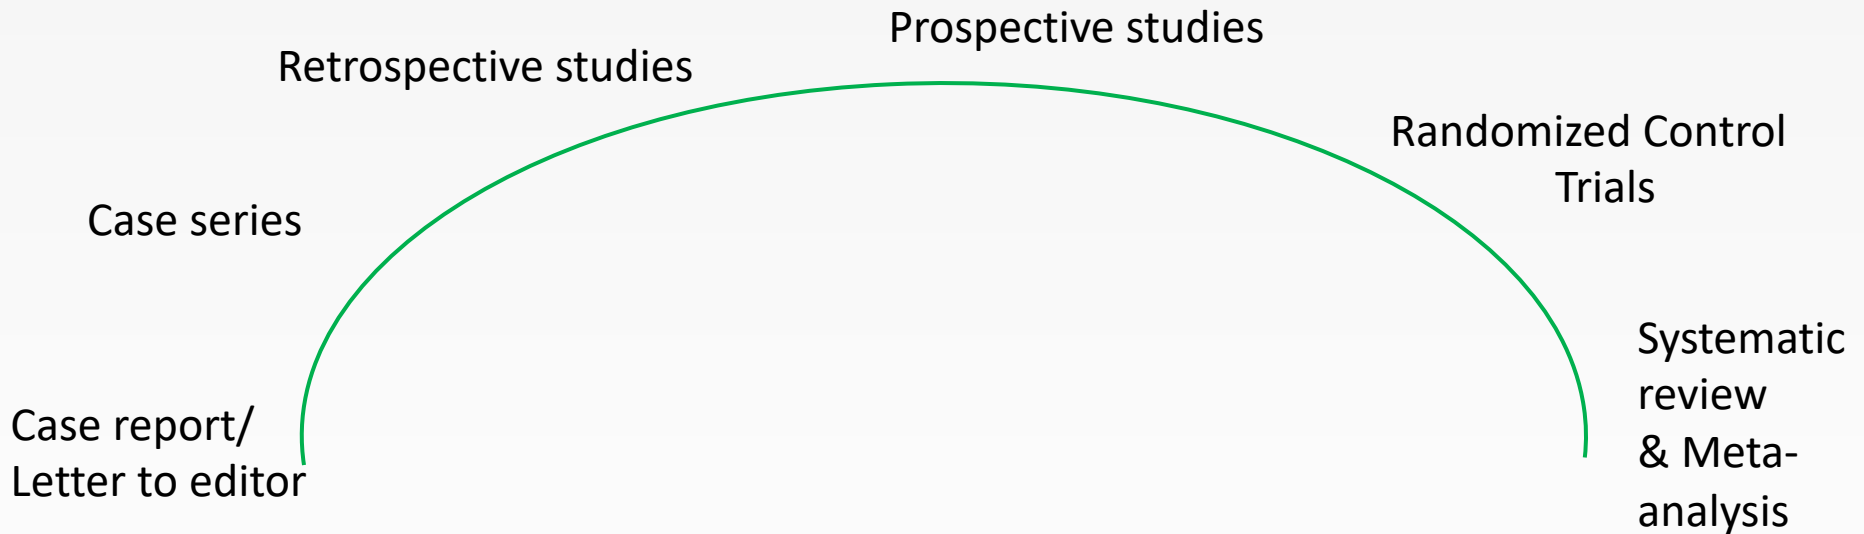 Prospective studies
Retrospective studies
Randomized Control
Trials
Case series
Systematic
review
& Meta-
analysis
Case report/
Letter to editor